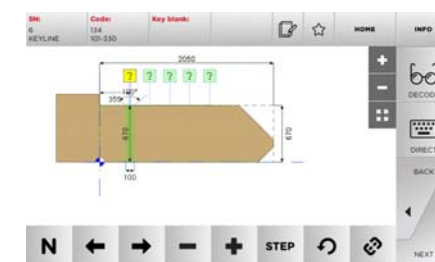 SN: Code: Key blank:
6 134
KEYLINE 101-330
HOME INFO
2050
? ? ? ? ?
100°
350
670
670
100
DECOD
DIRECT
BACK
NEXT
N STEP